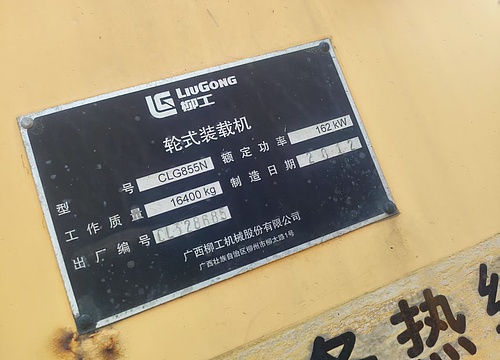 LIUGONG
柳工
轮式装载机
型号 CLG855N 额定功率 162 kW
工作质量 16400 kg 制造日期
出厂编号
广西柳工机械股份有限公司
广西壮族自治区柳州市柳太路1号
热